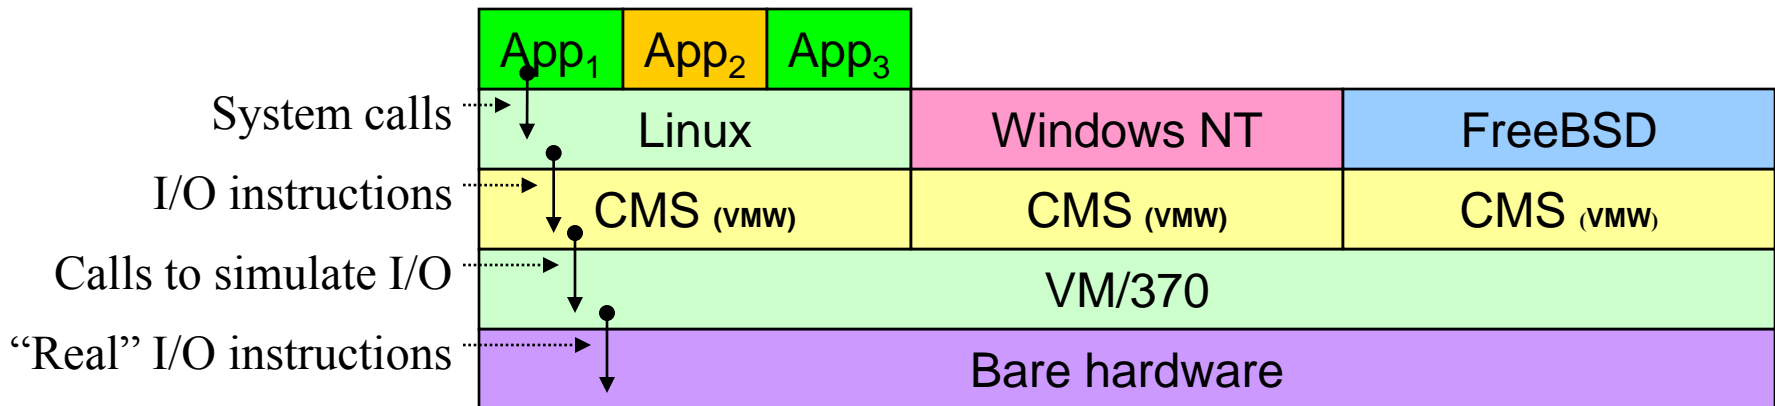 App1 App2 App3
System calls
Linux Windows NT FreeBSD
I/O instructions
CMS (VMW) CMS (VMW) CMS (VMW)
Calls to simulate I/O
VM/370
“Real” I/O instructions
Bare hardware